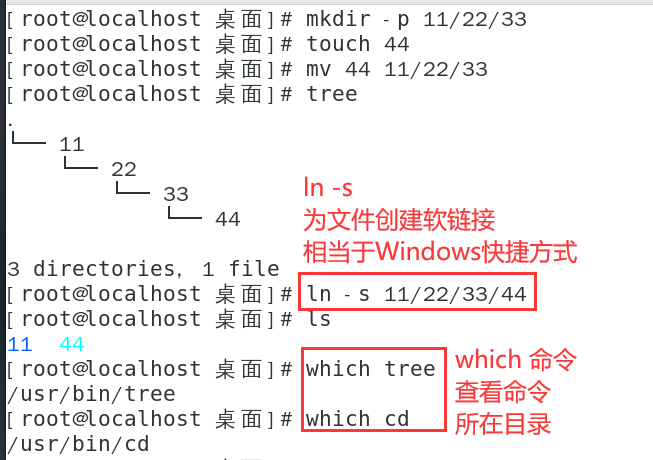 [root@localhost 桌面]# mkdir -p 11/22/33
[root@localhost 桌面]# touch 44
[root@localhost 桌面]# mv 44 11/22/33
[root@localhost 桌面]# tree
.
└── 11
    └── 22
        └── 33
            └── 44
ln -s
为文件创建软链接
相当于Windows快捷方式
3 directories, 1 file
[root@localhost 桌面]# ln -s 11/22/33/44
[root@localhost 桌面]# ls
11  44
[root@localhost 桌面]# which tree
/usr/bin/tree
[root@localhost 桌面]# which cd
/usr/bin/cd
which 命令
查看命令
所在目录